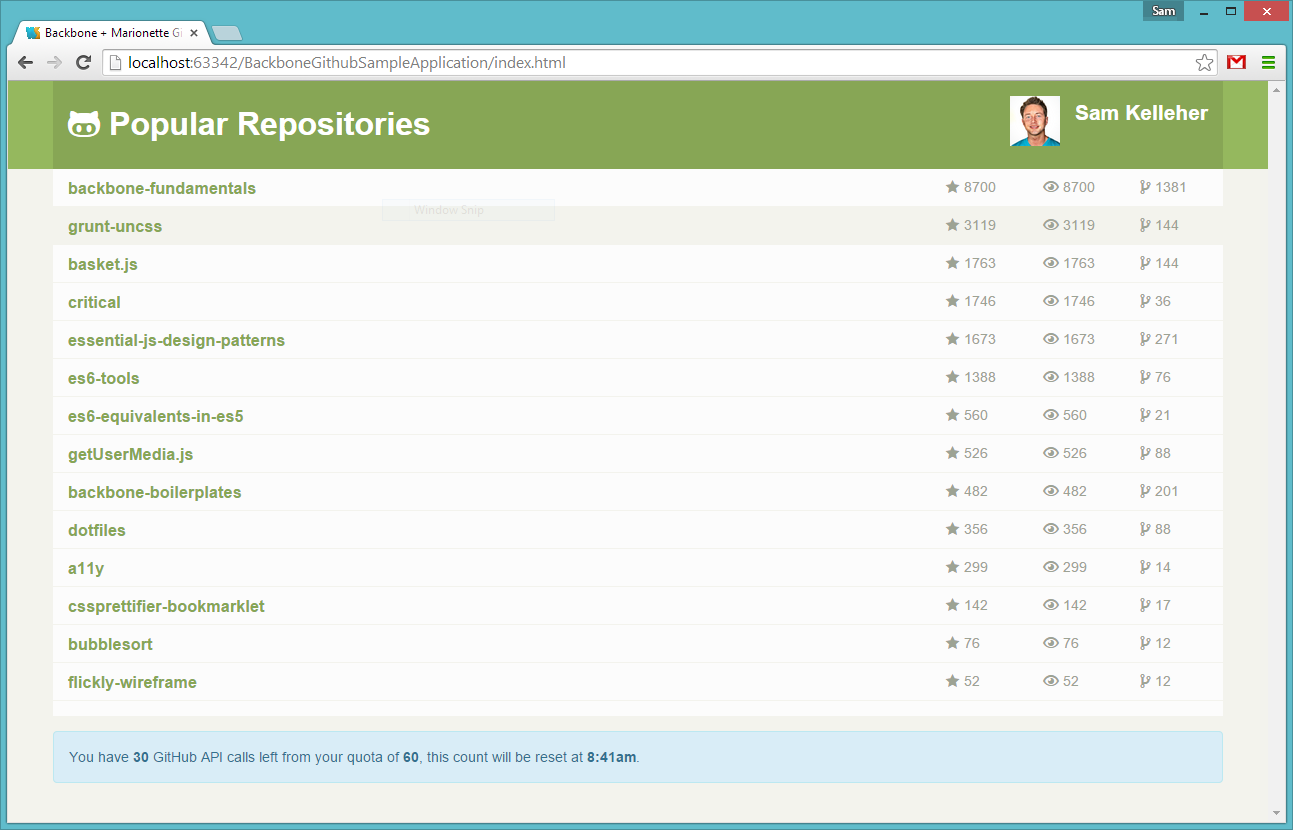 Sam
Backbone + Marionette Gi
localhost:63342/BackboneGithubSampleApplication/index.html
Popular Repositories
Sam Kelleher
backbone-fundamentals 8700 8700 1381
Window Snip
grunt-uncss 3119 3119 144
basket.js 1763 1763 144
critical 1746 1746 36
essential-js-design-patterns 1673 1673 271
es6-tools 1388 1388 76
es6-equivalents-in-es5 560 560 21
getUserMedia.js 526 526 88
backbone-boilerplates 482 482 201
dotfiles 356 356 88
a11y 299 299 14
cssprettifier-bookmarklet 142 142 17
bubblesort 76 76 12
flickly-wireframe 52 52 12
You have 30 GitHub API calls left from your quota of 60, this count will be reset at 8:41am.